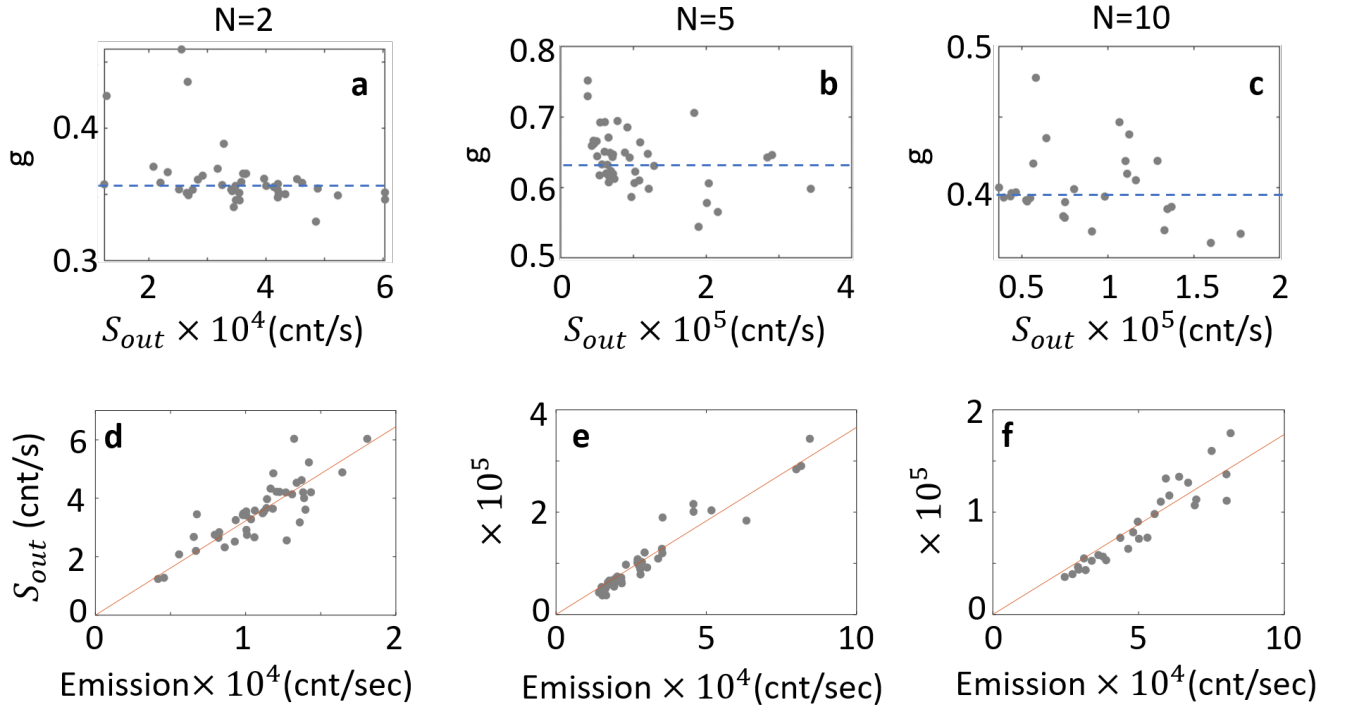 N=2
N=5
N=10
a
b
c
g
0.4
0.3
g
0.8
0.7
0.6
0.5
g
0.5
0.4
2 4 6
0 2 4
0.5 1 1.5 2
S_out × 10^4(cnt/s)
S_out × 10^5(cnt/s)
S_out × 10^5(cnt/s)
d
e
f
S_out (cnt/s)
6
4
2
0
× 10^5
4
2
0
× 10^5
2
1
0
0 1 2
0 5 10
0 5 10
Emission× 10^4(cnt/sec)
Emission × 10^4(cnt/sec)
Emission × 10^4(cnt/sec)